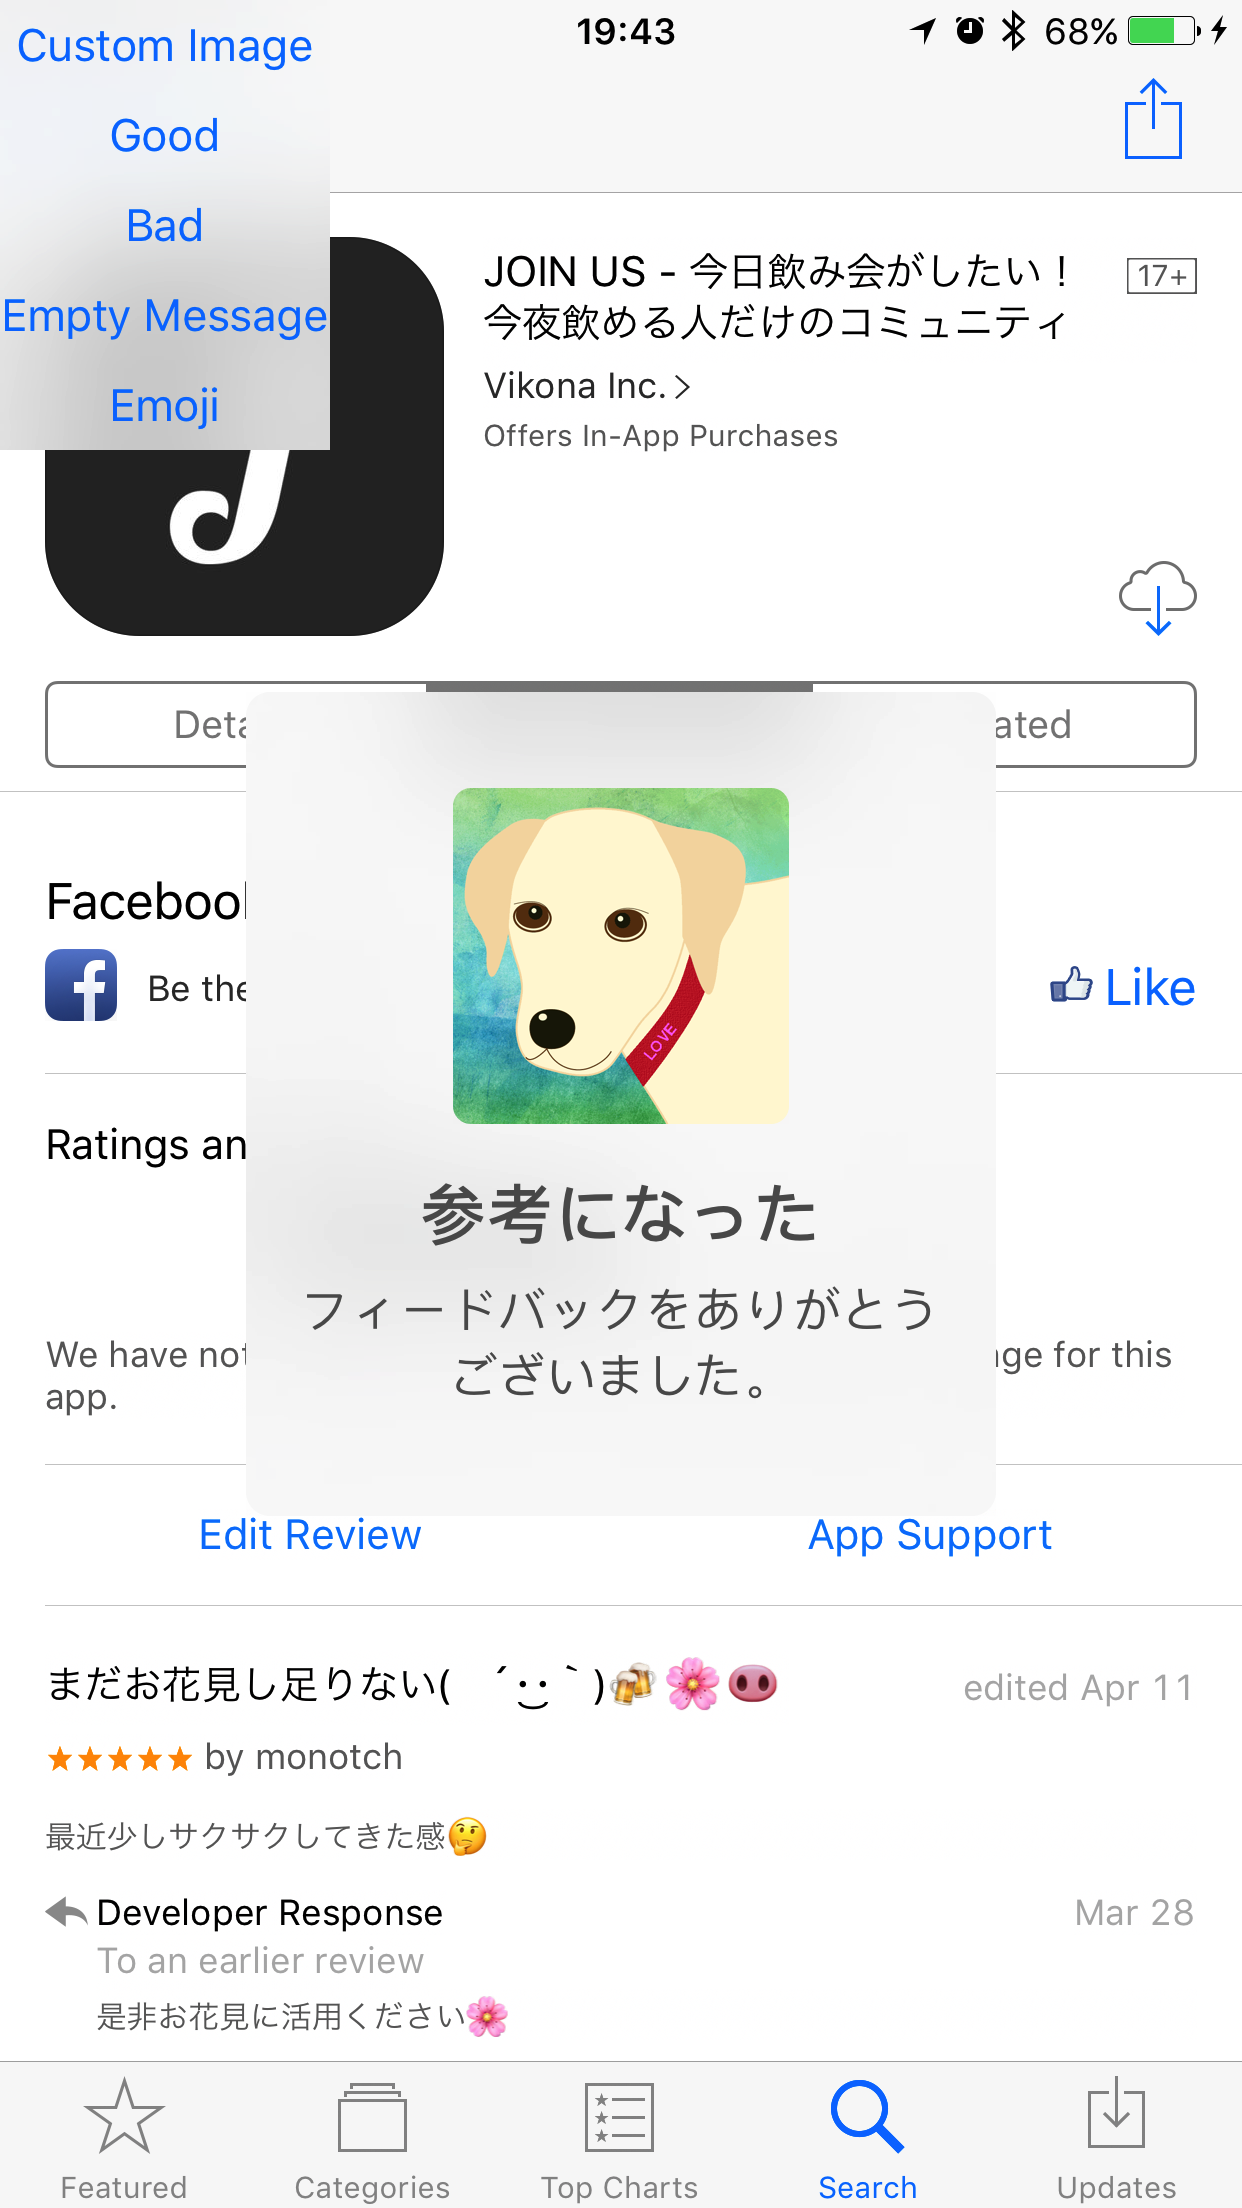 19:43
68%
Custom Image
Good
Bad
Empty Message
Emoji
JOIN US - 今日飲み会がしたい！
今夜飲める人だけのコミュニティ
17+
Vikona Inc.
Offers In-App Purchases
Deta
ated
Faceboo
Be the
Like
LOVE
Ratings an
参考になった
フィードバックをありがとう
ございました。
We have not
ge for this
app.
Edit Review
App Support
まだお花見し足りない( ´·͜·｀)🍻🌸🐽
edited Apr 11
★★★★★ by monotch
最近少しサクサクしてきた感🤔
Developer Response
Mar 28
To an earlier review
是非お花見に活用ください🌸
Featured
Categories
Top Charts
Search
Updates